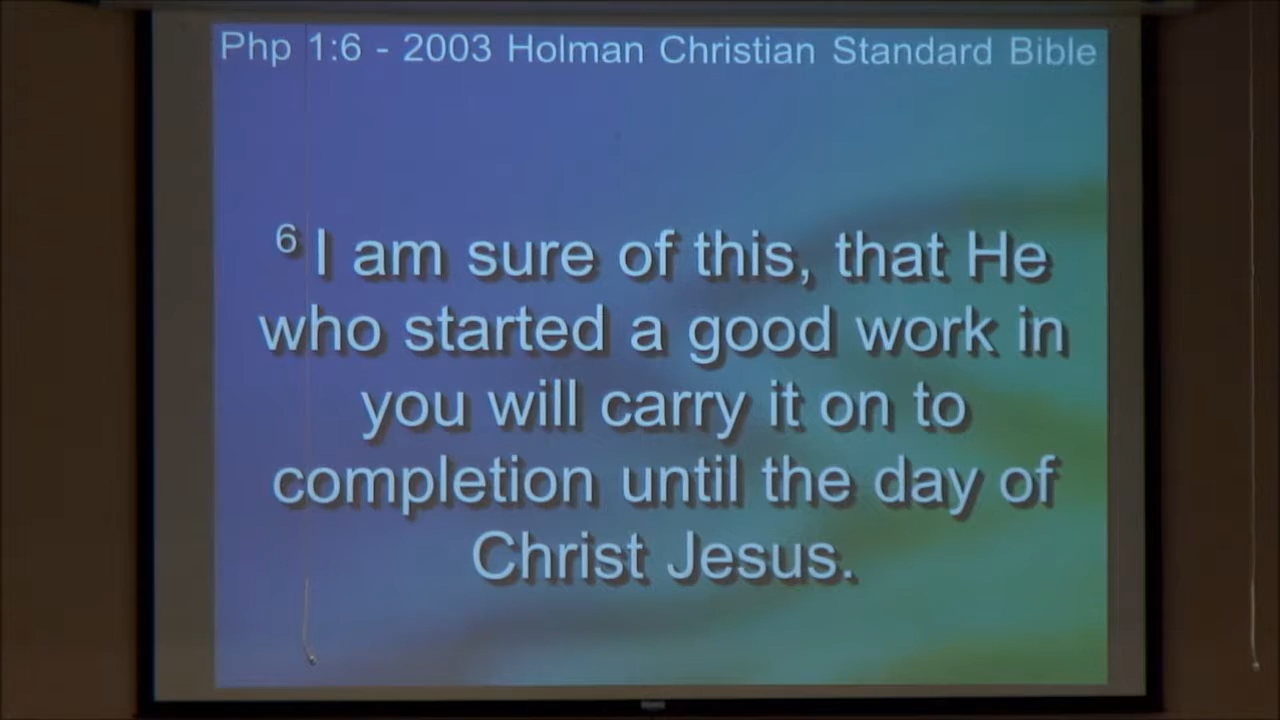 Php 1:6 - 2003 Holman Christian Standard Bible
6 I am sure of this, that He
who started a good work in
you will carry it on to
completion until the day of
Christ Jesus.